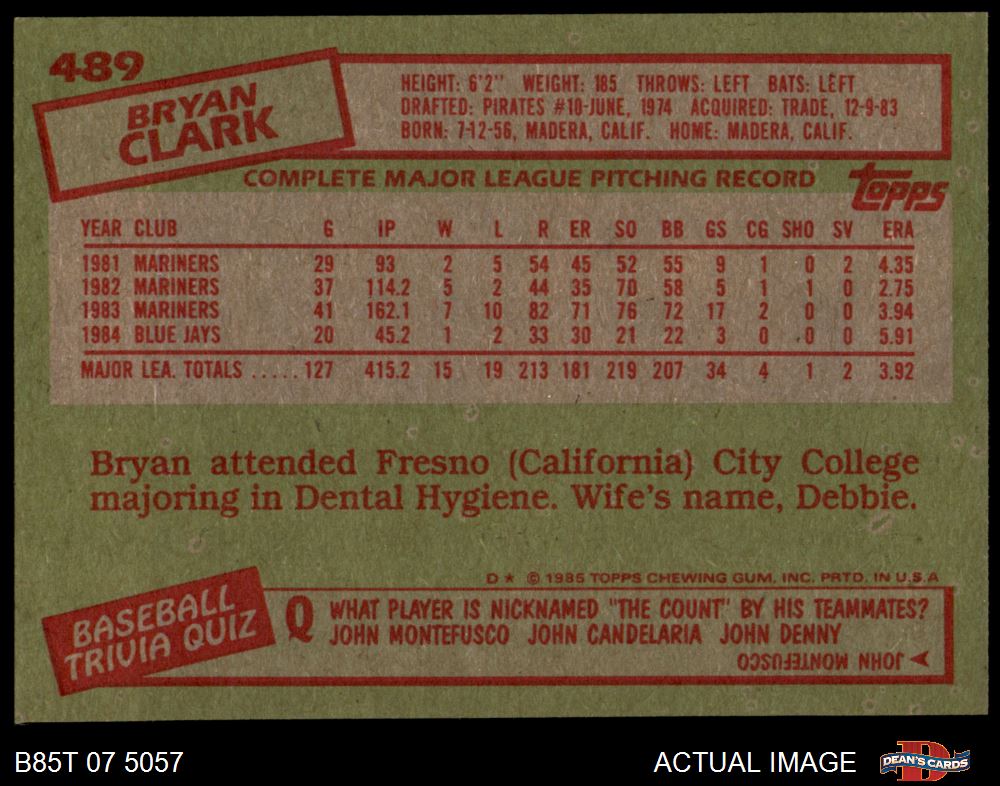 489
BRYAN
CLARK
HEIGHT: 6'2" WEIGHT: 185 THROWS: LEFT BATS: LEFT
DRAFTED: PIRATES #10-JUNE, 1974 ACQUIRED: TRADE, 12-9-83
BORN: 7-12-56, MADERA, CALIF. HOME: MADERA, CALIF.
COMPLETE MAJOR LEAGUE PITCHING RECORD
topps
YEAR CLUB G IP W L R ER SO BB GS CG SHO SV ERA
1981 MARINERS 29 93 2 5 54 45 52 55 9 1 0 2 4.35
1982 MARINERS 37 114.2 5 2 44 35 70 58 5 1 1 0 2.75
1983 MARINERS 41 162.1 7 10 82 71 76 72 17 2 0 0 3.94
1984 BLUE JAYS 20 45.2 1 2 33 30 21 22 3 0 0 0 5.91
MAJOR LEA. TOTALS ..... 127 415.2 15 19 213 181 219 207 34 4 1 2 3.92
Bryan attended Fresno (California) City College
majoring in Dental Hygiene. Wife's name, Debbie.
D* © 1985 TOPPS CHEWING GUM, INC. PRTD. IN U.S.A
BASEBALL
TRIVIA QUIZ
Q WHAT PLAYER IS NICKNAMED "THE COUNT" BY HIS TEAMMATES?
JOHN MONTEFUSCO JOHN CANDELARIA JOHN DENNY
JOHN MONTEFUSCO
B85T 07 5057
ACTUAL IMAGE
D
DEAN'S CARDS